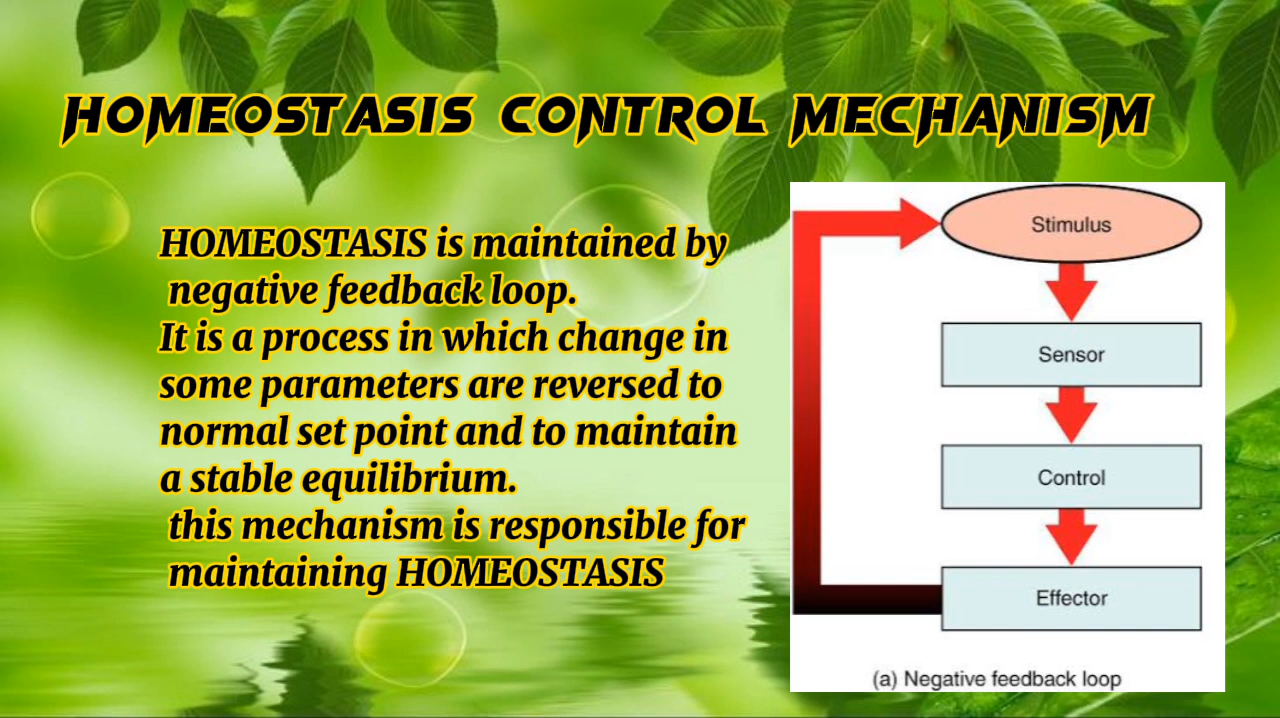 HOMEOSTASIS CONTROL MECHANISM
HOMEOSTASIS is maintained by
negative feedback loop.
It is a process in which change in
some parameters are reversed to
normal set point and to maintain
a stable equilibrium.
this mechanism is responsible for
maintaining HOMEOSTASIS
Stimulus
Sensor
Control
Effector
(a) Negative feedback loop